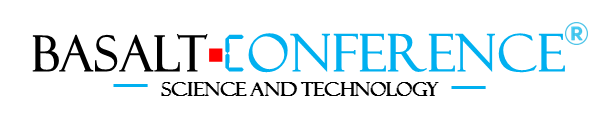 BASALT CONFERENCE®
SCIENCE AND TECHNOLOGY